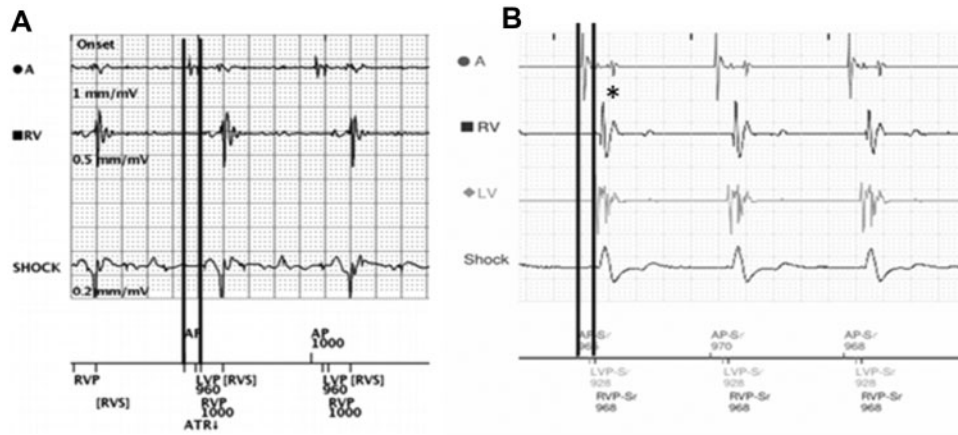 A
Onset
●A
1 mm/mV
■RV
0.5 mm/mV
SHOCK
0.2 mm/mV
AP
1000
RVP
LVP [RVS]
LVP [RVS]
960
960
[RVS]
RVP
RVP
1000
1000
ATR↓
B
●A
*
■RV
◆LV
Shock
AP-Sr
AP-Sr
AP-Sr
970
968
LVP-Sr
LVP-Sr
LVP-Sr
928
928
928
RVP-Sr
RVP-Sr
RVP-Sr
968
968
968